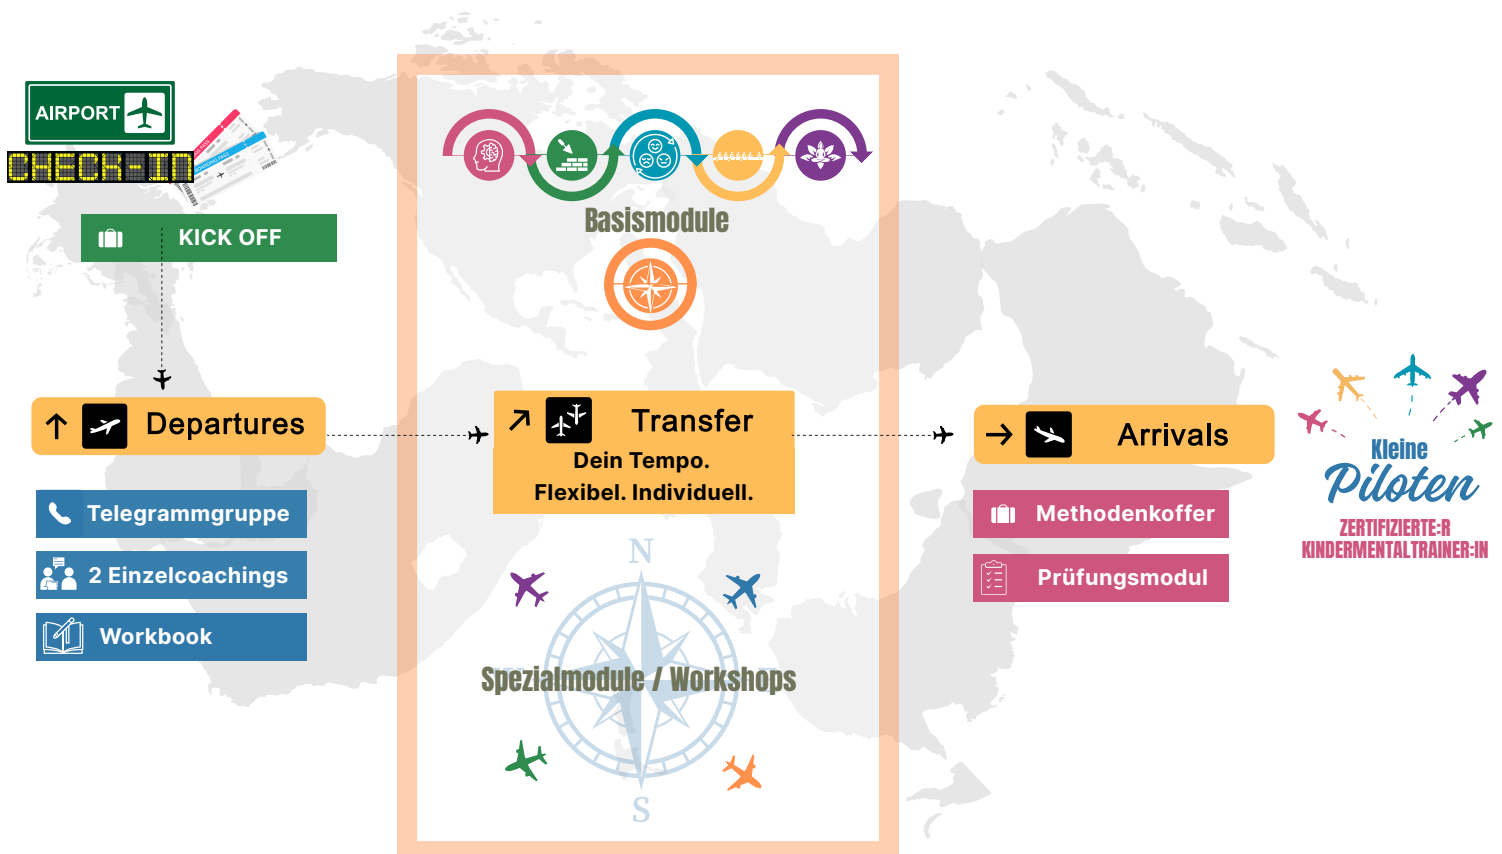 AIRPORT
CHECK-IN
KICK OFF
Basismodule
Departures
Transfer
Dein Tempo.
Flexibel. Individuell.
Arrivals
Telegrammgruppe
2 Einzelcoachings
Workbook
N
Spezialmodule / Workshops
S
Methodenkoffer
Prüfungsmodul
Kleine
Piloten
ZERTIFIZIERTE:R
KINDERMENTALTRAINER:IN